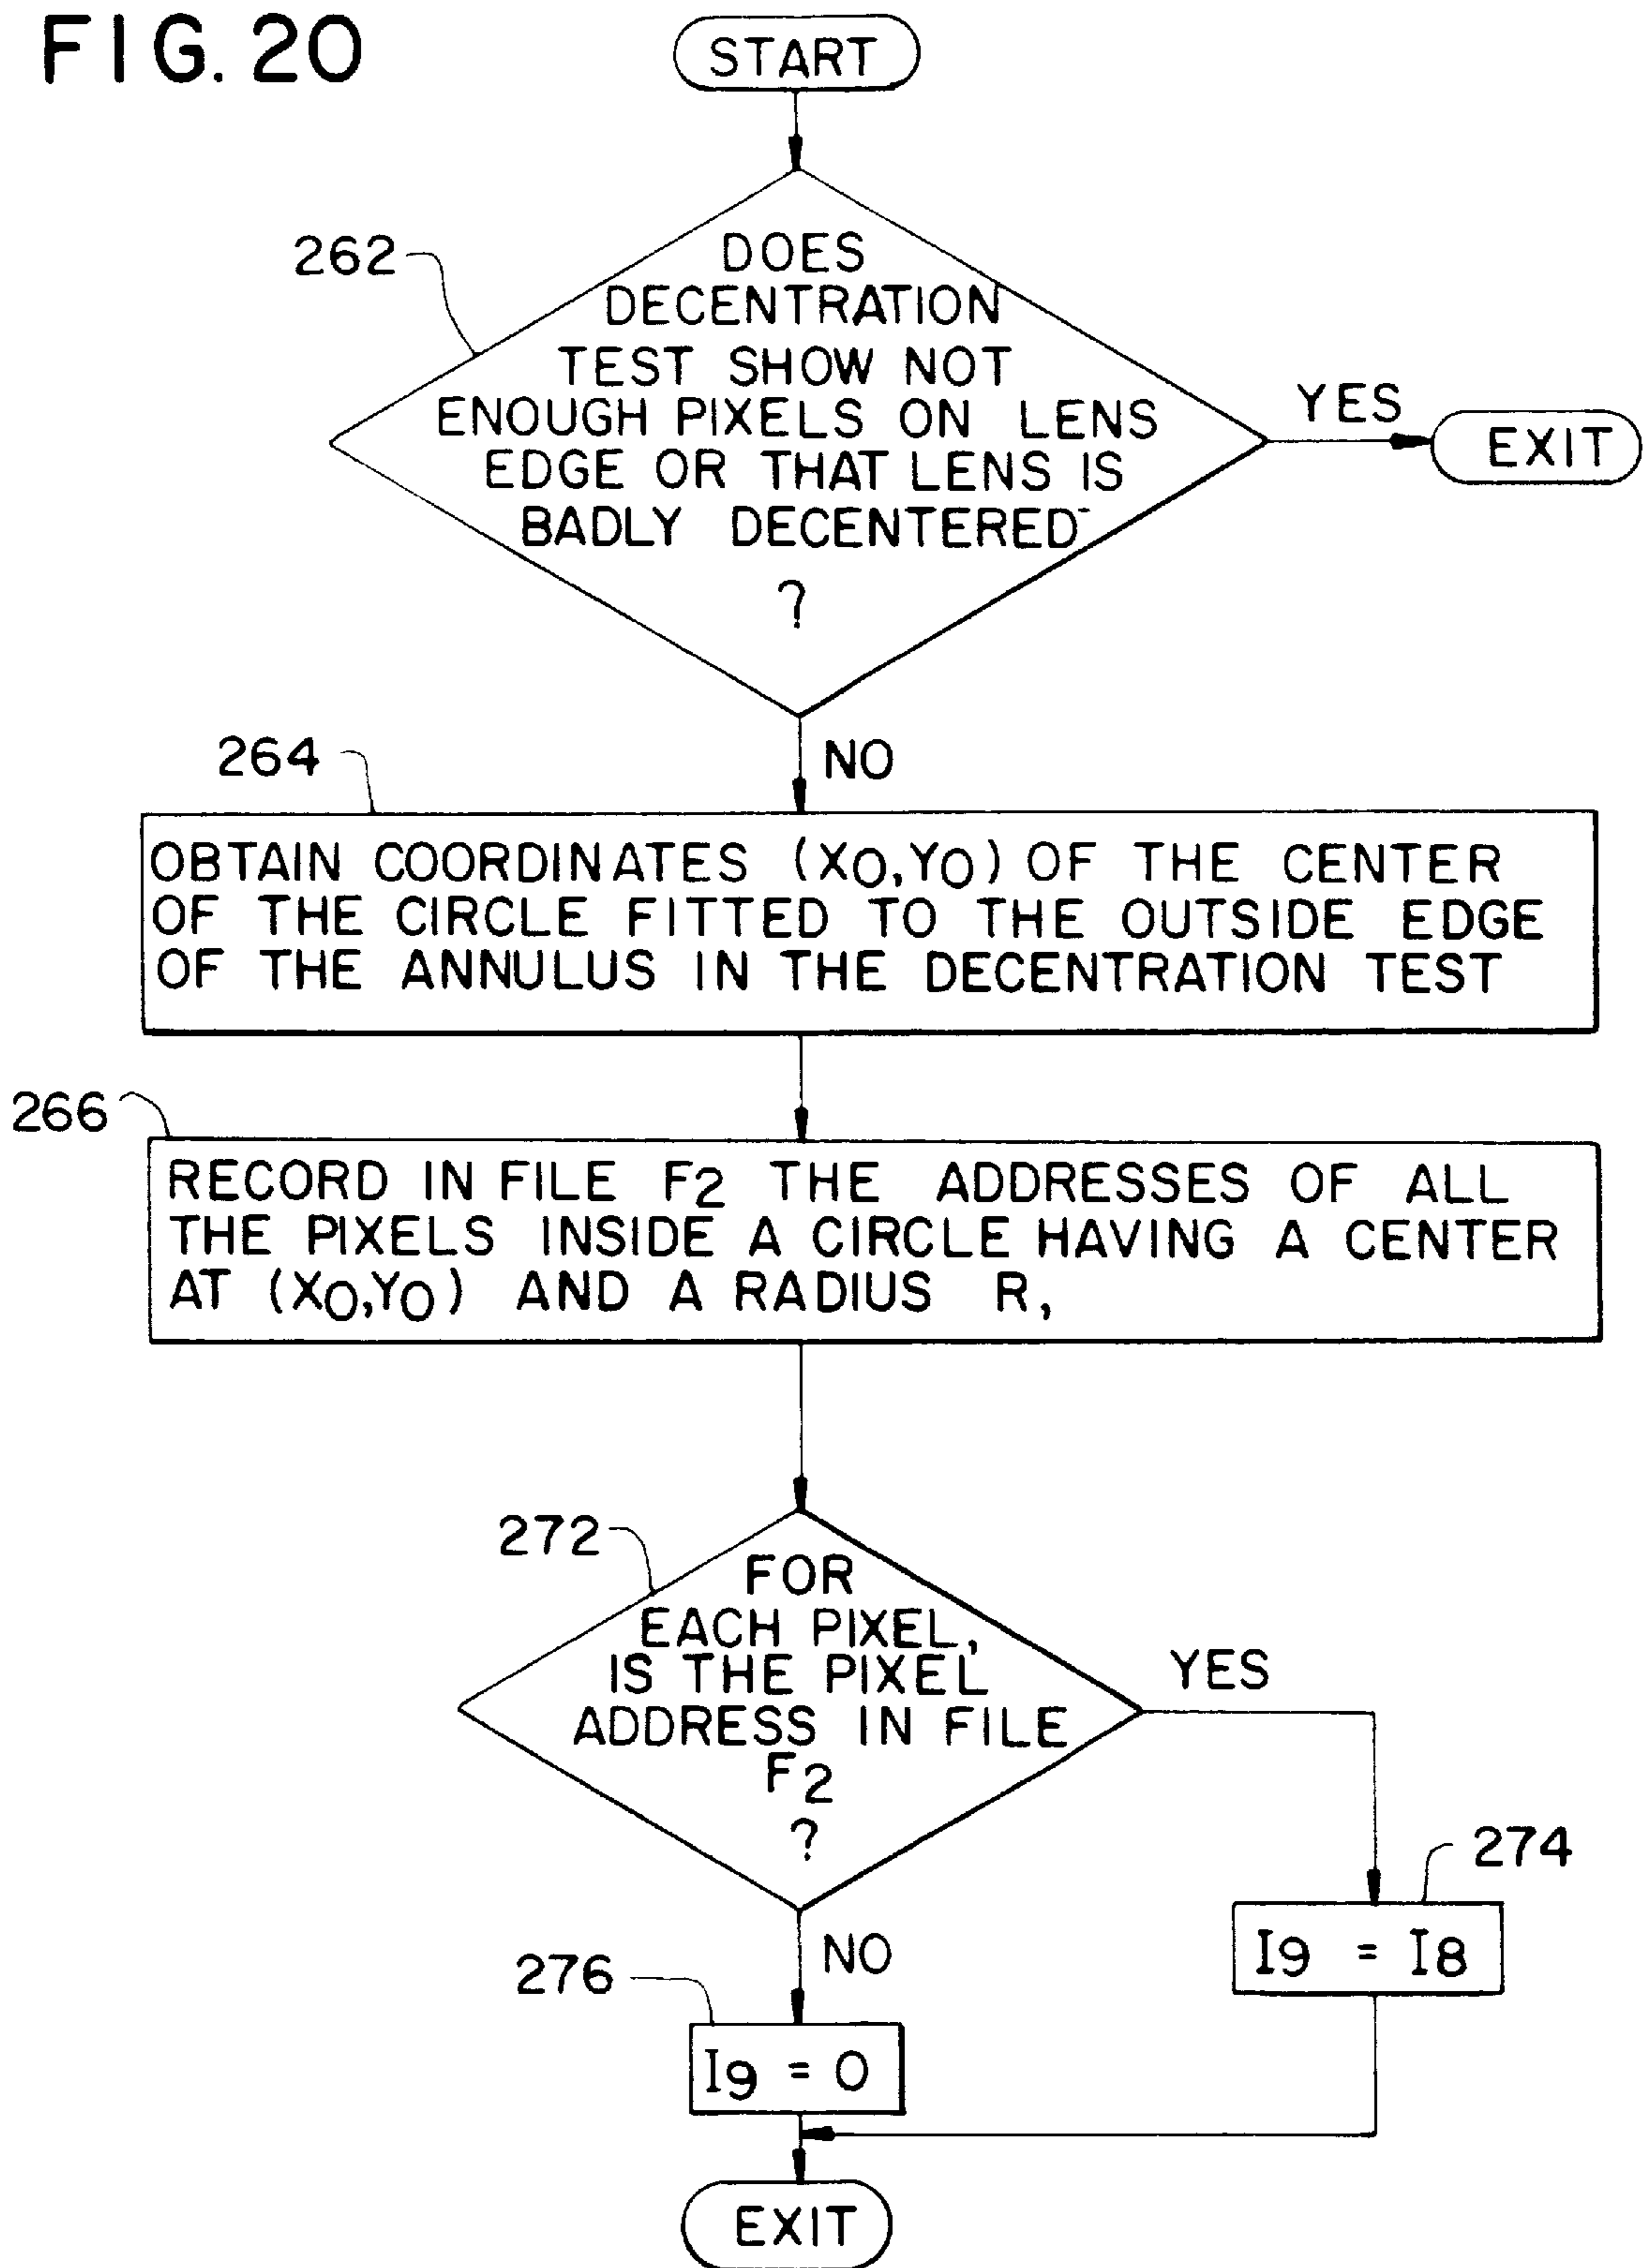 FIG. 20
START
262
DOES
DECENTRATION
TEST SHOW NOT
ENOUGH PIXELS ON LENS
EDGE OR THAT LENS IS
BADLY DECENTERED
?
YES
EXIT
NO
264
OBTAIN COORDINATES (X0,Y0) OF THE CENTER
OF THE CIRCLE FITTED TO THE OUTSIDE EDGE
OF THE ANNULUS IN THE DECENTRATION TEST
266
RECORD IN FILE F2 THE ADDRESSES OF ALL
THE PIXELS INSIDE A CIRCLE HAVING A CENTER
AT (X0,Y0) AND A RADIUS R,
272
FOR
EACH PIXEL,
IS THE PIXEL
ADDRESS IN FILE
F2
?
YES
274
I9 = I8
NO
276
I9 = 0
EXIT